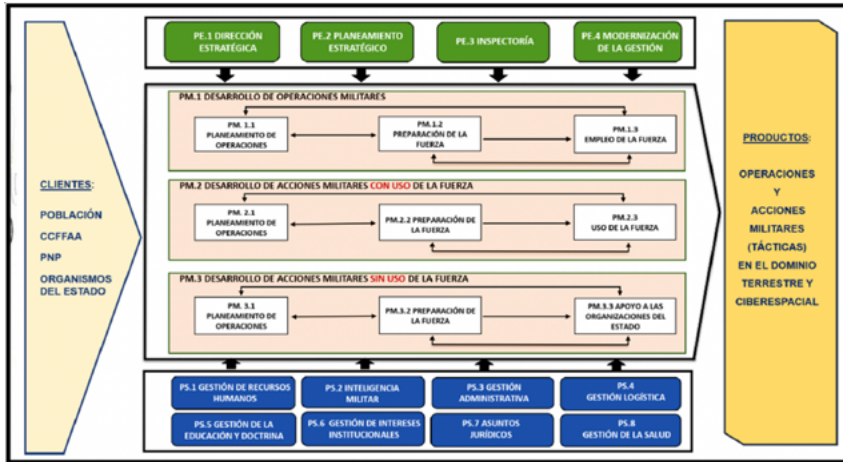 PE.1 DIRECCIÓN
ESTRATÉGICA
PE.2 PLANEAMIENTO
ESTRATÉGICO
PE.3 INSPECTORÍA
PE.4 MODERNIZACIÓN
DE LA GESTIÓN
CLIENTES:
POBLACIÓN
CCFFAA
PNP
ORGANISMOS
DEL ESTADO
PM.1 DESARROLLO DE OPERACIONES MILITARES
PM. 1.1
PLANEAMIENTO DE
OPERACIONES
PM.1.2
PREPARACIÓN DE LA
FUERZA
PM.1.3
EMPLEO DE LA FUERZA
PM.2 DESARROLLO DE ACCIONES MILITARES CON USO DE LA FUERZA
PM. 2.1
PLANEAMIENTO DE
OPERACIONES
PM.2.2 PREPARACIÓN DE
LA FUERZA
PM.2.3
USO DE LA FUERZA
PM.3 DESARROLLO DE ACCIONES MILITARES SIN USO DE LA FUERZA
PM. 3.1
PLANEAMIENTO DE
OPERACIONES
PM.3.2 PREPARACIÓN DE
LA FUERZA
PM.3.3 APOYO A LAS
ORGANIZACIONES DEL
ESTADO
PRODUCTOS:
OPERACIONES
Y
ACCIONES
MILITARES
(TÁCTICAS)
EN EL DOMINIO
TERRESTRE Y
CIBERESPACIAL
PS.1 GESTIÓN DE RECURSOS
HUMANOS
PS.2 INTELIGENCIA
MILITAR
PS.3 GESTIÓN
ADMINISTRATIVA
PS.4
GESTIÓN LOGÍSTICA
PS.5 GESTIÓN DE LA
EDUCACIÓN Y DOCTRINA
PS.6 GESTIÓN DE INTERESES
INSTITUCIONALES
PS.7 ASUNTOS
JURÍDICOS
PS.8
GESTIÓN DE LA SALUD